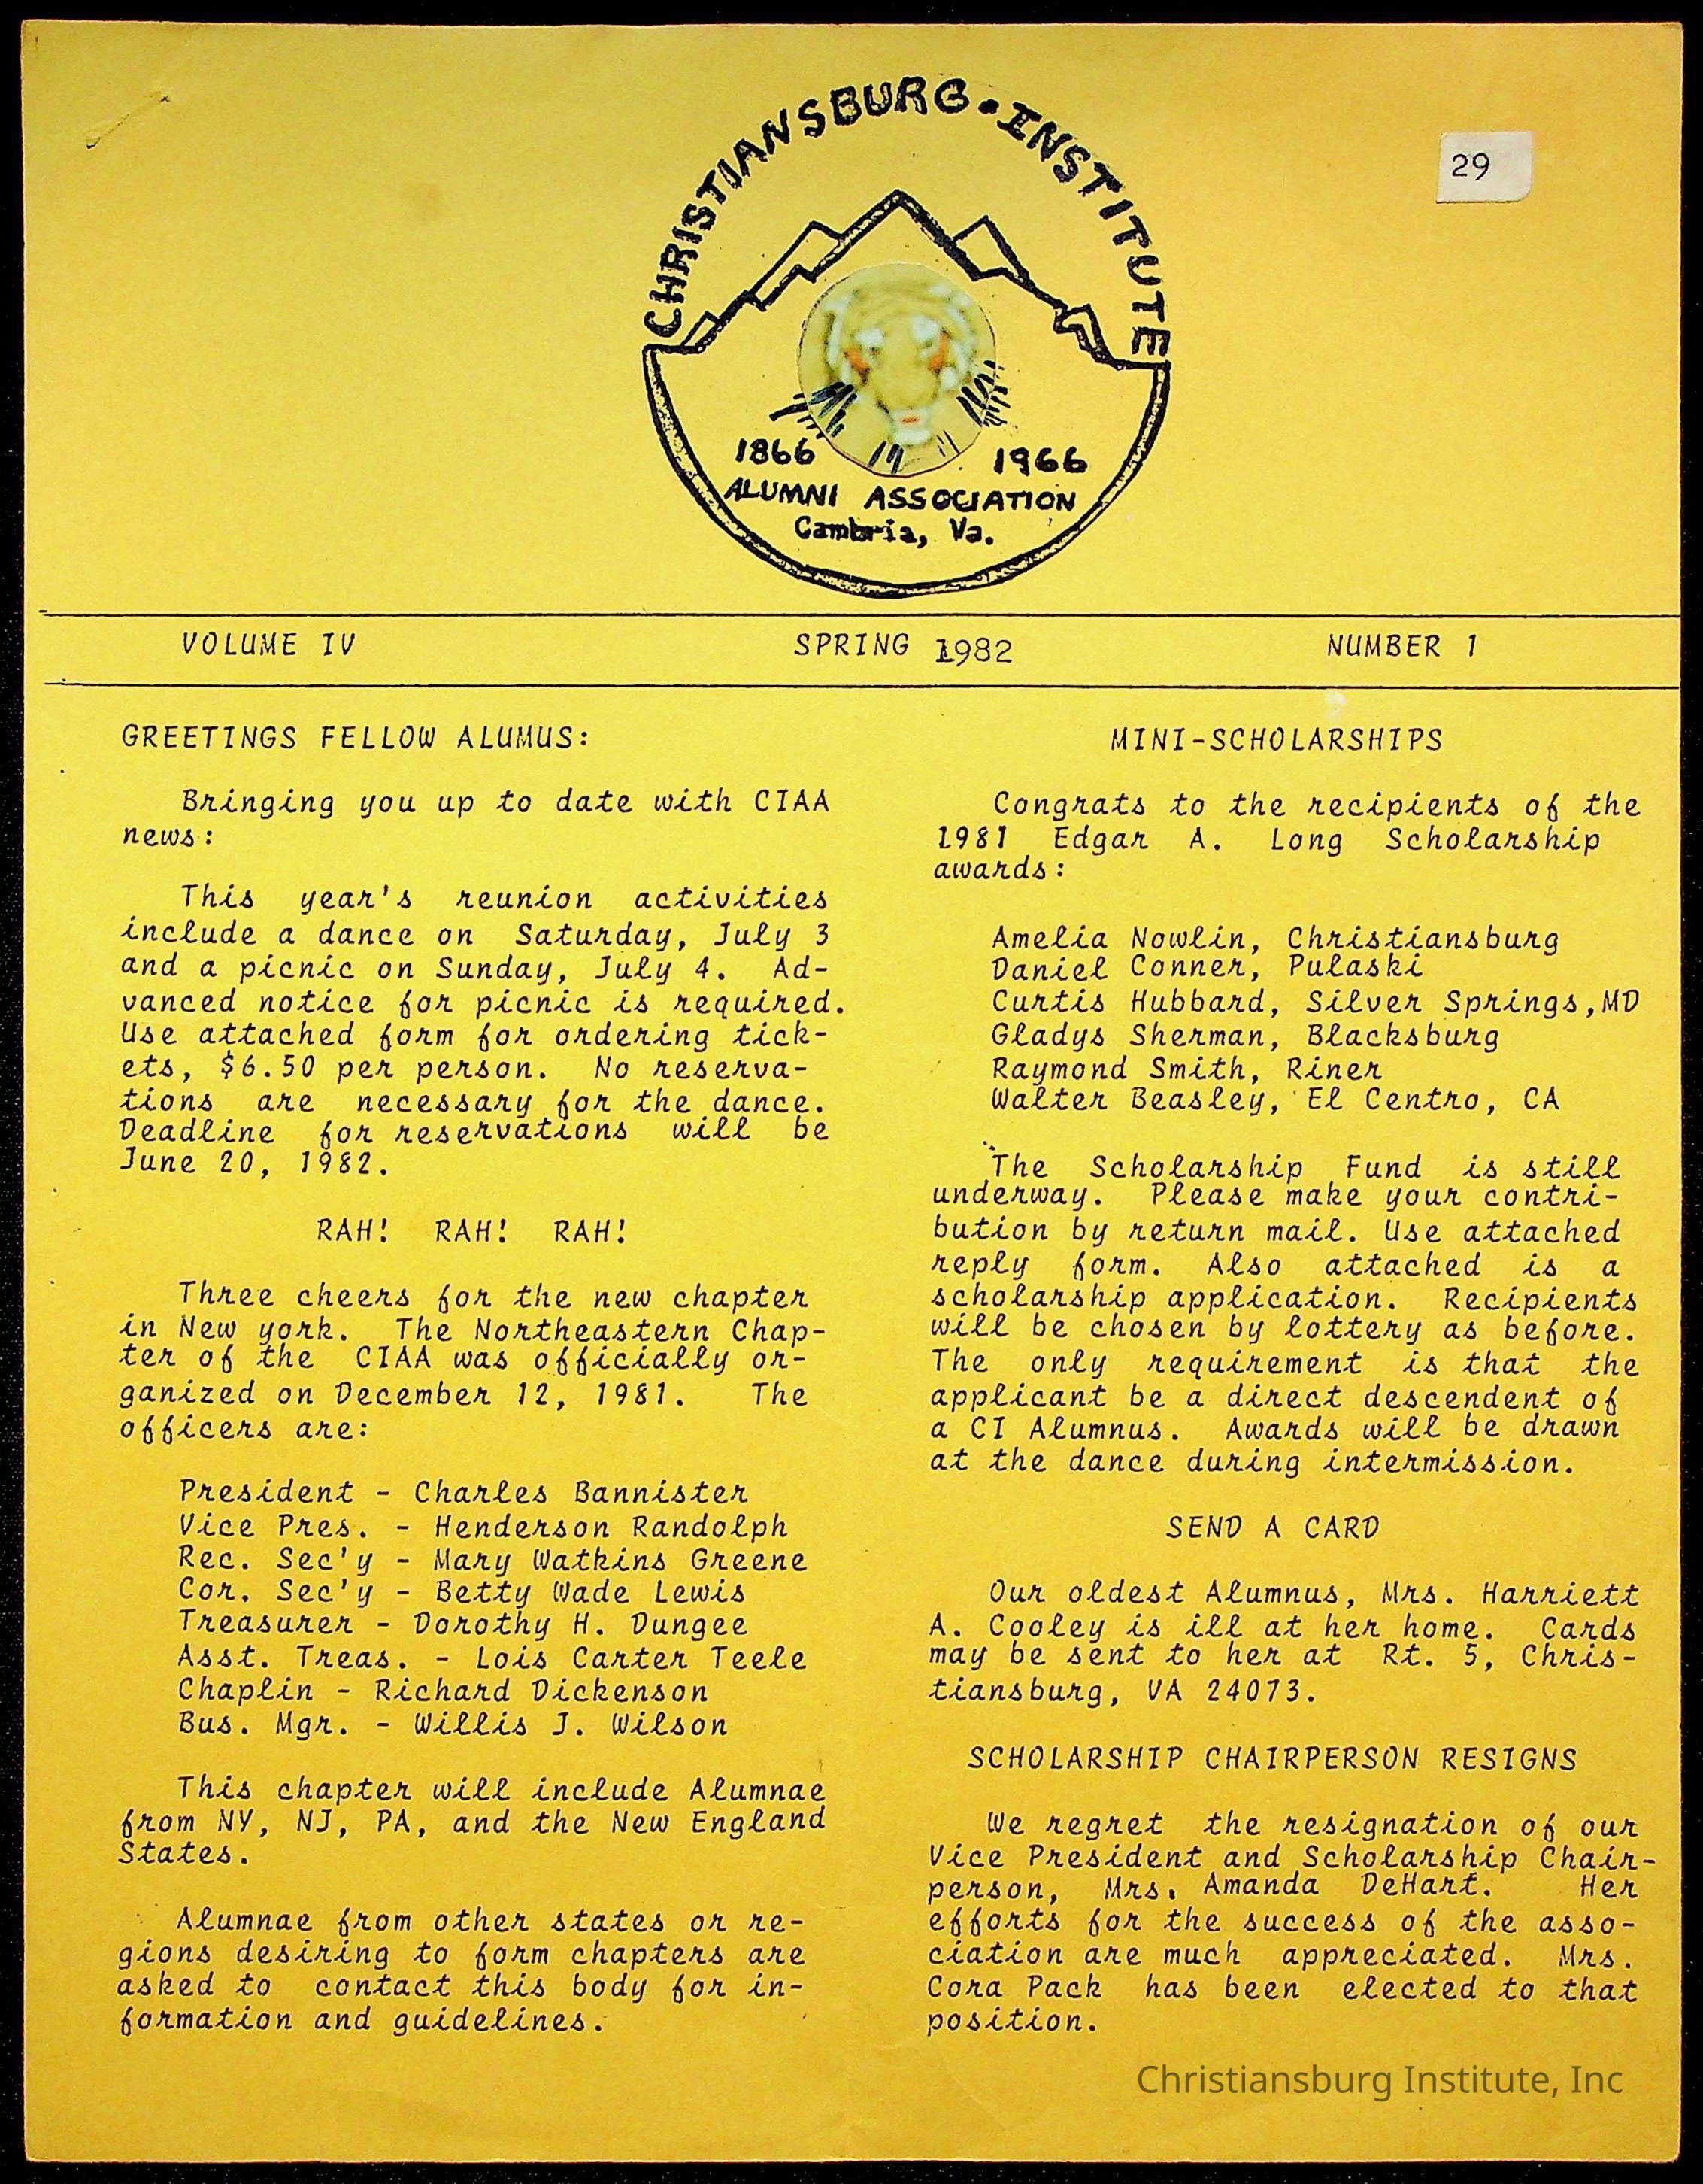 CHRISTIANSBURG • INSTITUTE
29
1866 1966
ALUMNI ASSOCIATION
Cambria, Va.
VOLUME IV SPRING 1982 NUMBER 1
GREETINGS FELLOW ALUMUS:
Bringing you up to date with CIAA
news:
This year's reunion activities
include a dance on Saturday, July 3
and a picnic on Sunday, July 4. Ad-
vanced notice for picnic is required.
Use attached form for ordering tick-
ets, $6.50 per person. No reserva-
tions are necessary for the dance.
Deadline for reservations will be
June 20, 1982.
RAH! RAH! RAH!
Three cheers for the new chapter
in New york. The Northeastern Chap-
ter of the CIAA was officially or-
ganized on December 12, 1981. The
officers are:
President - Charles Bannister
Vice Pres. - Henderson Randolph
Rec. Sec'y - Mary Watkins Greene
Cor. Sec'y - Betty Wade Lewis
Treasurer - Dorothy H. Dungee
Asst. Treas. - Lois Carter Teele
Chaplin - Richard Dickenson
Bus. Mgr. - Willis J. Wilson
This chapter will include Alumnae
from NY, NJ, PA, and the New England
States.
Alumnae from other states or re-
gions desiring to form chapters are
asked to contact this body for in-
formation and guidelines.
MINI-SCHOLARSHIPS
Congrats to the recipients of the
1981 Edgar A. Long Scholarship
awards:
Amelia Nowlin, Christiansburg
Daniel Conner, Pulaski
Curtis Hubbard, Silver Springs,MD
Gladys Sherman, Blacksburg
Raymond Smith, Riner
Walter Beasley, El Centro, CA
The Scholarship Fund is still
underway. Please make your contri-
bution by return mail. Use attached
reply form. Also attached is a
scholarship application. Recipients
will be chosen by lottery as before.
The only requirement is that the
applicant be a direct descendent of
a CI Alumnus. Awards will be drawn
at the dance during intermission.
SEND A CARD
Our oldest Alumnus, Mrs. Harriett
A. Cooley is ill at her home. Cards
may be sent to her at Rt. 5, Chris-
tiansburg, VA 24073.
SCHOLARSHIP CHAIRPERSON RESIGNS
We regret the resignation of our
Vice President and Scholarship Chair-
person, Mrs. Amanda DeHart. Her
efforts for the success of the asso-
ciation are much appreciated. Mrs.
Cora Pack has been elected to that
position.
Christiansburg Institute, Inc